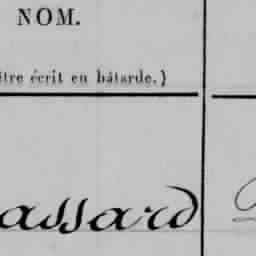 NOM.
être écrit en bâtarde.)
assard